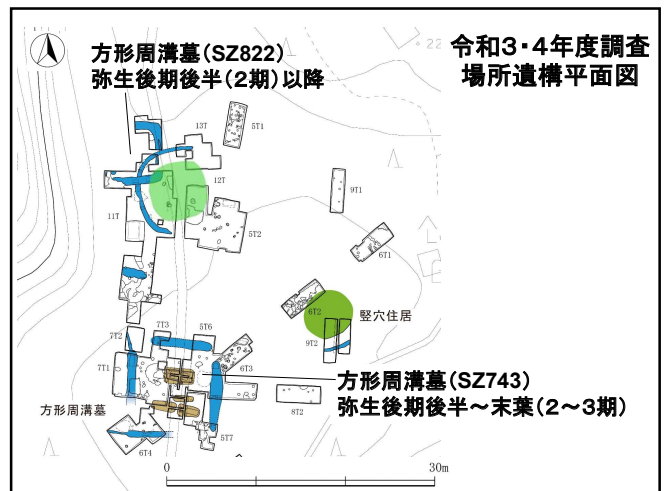 令和3・4年度調査
場所遺構平面図
方形周溝墓(SZ822)
弥生後期後半(2期)以降
22
13T
5T1
12T
9T1
11T
5T2
6T1
6T2
竪穴住居
9T2
7T2
7T3
5T6
7T1
6T3
方形周溝墓(SZ743)
弥生後期後半～末葉(2～3期)
8T2
方形周溝墓
6T4
5T7
0
30m